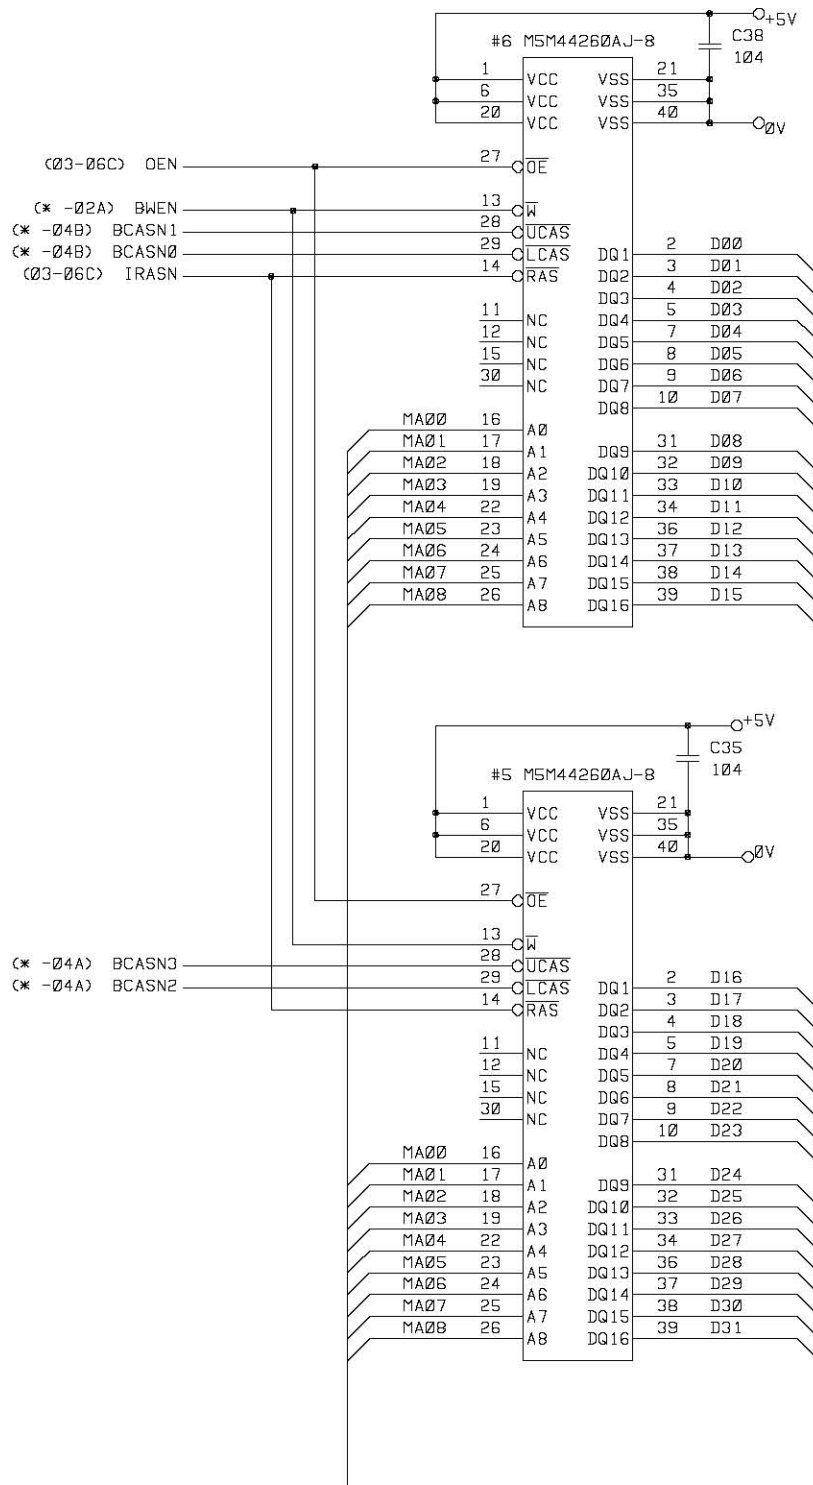 +5V
#6 M5M44260AJ-8 C38
104
1 VCC VSS 21
6 VCC VSS 35
20 VCC VSS 40 0V
(03-06C) OEN 27 OE
(* -02A) BWEN 13 W
(* -04B) BCASN1 28 UCAS
(* -04B) BCASN0 29 LCAS DQ1 2 D00
(03-06C) IRASN 14 RAS DQ2 3 D01
DQ3 4 D02
11 NC DQ4 5 D03
12 NC DQ5 7 D04
15 NC DQ6 8 D05
30 NC DQ7 9 D06
DQ8 10 D07
MA00 16 A0
MA01 17 A1 DQ9 31 D08
MA02 18 A2 DQ10 32 D09
MA03 19 A3 DQ11 33 D10
MA04 22 A4 DQ12 34 D11
MA05 23 A5 DQ13 36 D12
MA06 24 A6 DQ14 37 D13
MA07 25 A7 DQ15 38 D14
MA08 26 A8 DQ16 39 D15
+5V
C35
#5 M5M44260AJ-8 104
1 VCC VSS 21
6 VCC VSS 35
20 VCC VSS 40 0V
27 OE
13 W
(* -04A) BCASN3 28 UCAS
(* -04A) BCASN2 29 LCAS DQ1 2 D16
14 RAS DQ2 3 D17
DQ3 4 D18
11 NC DQ4 5 D19
12 NC DQ5 7 D20
15 NC DQ6 8 D21
30 NC DQ7 9 D22
DQ8 10 D23
MA00 16 A0
MA01 17 A1 DQ9 31 D24
MA02 18 A2 DQ10 32 D25
MA03 19 A3 DQ11 33 D26
MA04 22 A4 DQ12 34 D27
MA05 23 A5 DQ13 36 D28
MA06 24 A6 DQ14 37 D29
MA07 25 A7 DQ15 38 D30
MA08 26 A8 DQ16 39 D31